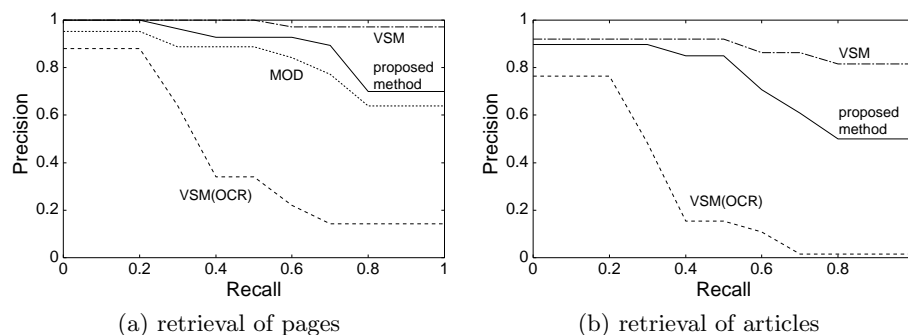 1
0.8
0.6
0.4
0.2
0
Precision
VSM
proposed
method
MOD
VSM(OCR)
0 0.2 0.4 0.6 0.8 1
Recall
(a) retrieval of pages
1
0.8
0.6
0.4
0.2
0
Precision
VSM
proposed
method
VSM(OCR)
0 0.2 0.4 0.6 0.8
Recall
(b) retrieval of articles